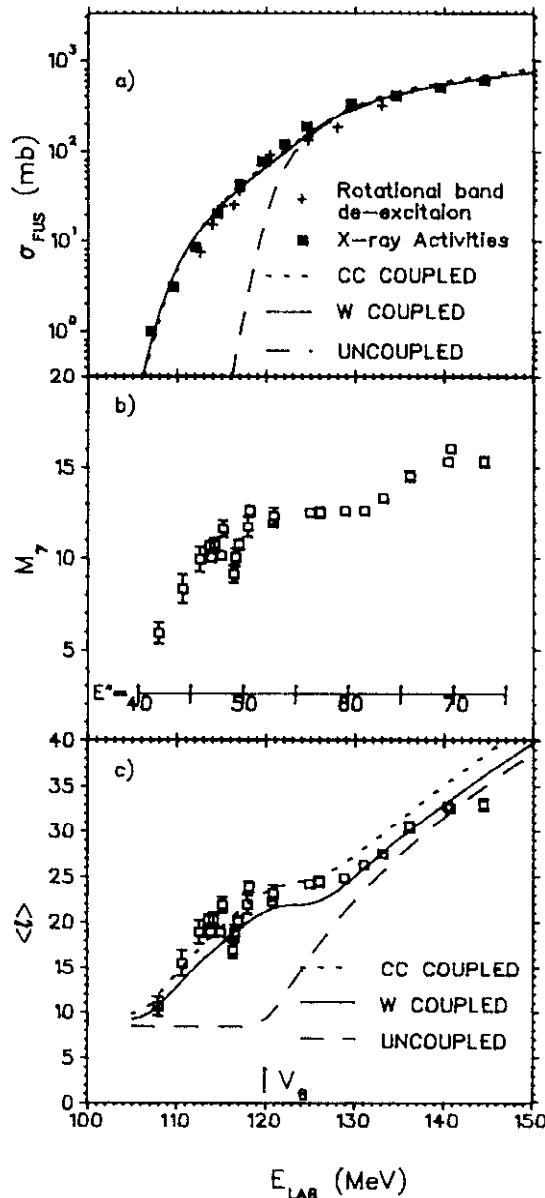 a)
10³
10²
10¹
10⁰
σ_FUS (mb)
Rotational band
de-excitaion
X-ray Activities
CC COUPLED
W COUPLED
UNCOUPLED
20
b)
15
10
5
M_γ
E*= 40 50 60 70
40
c)
35
30
25
20
15
10
5
0
<ℓ>
CC COUPLED
W COUPLED
UNCOUPLED
V_B
100 110 120 130 140 150
E_LAB (MeV)